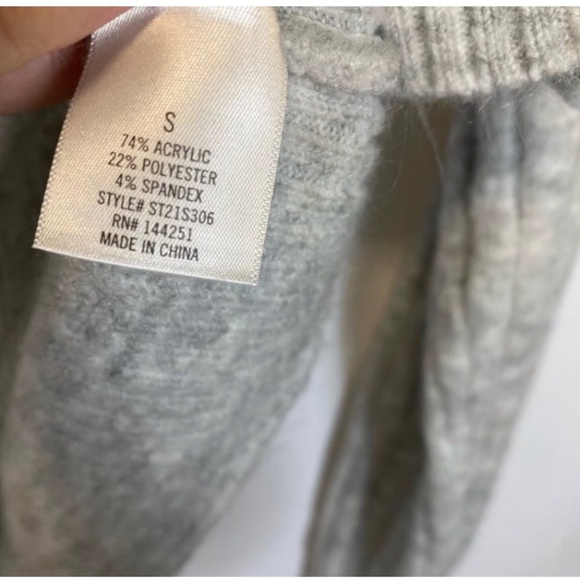 S
74% ACRYLIC
22% POLYESTER
4% SPANDEX
STYLE# ST21S306
RN# 144251
MADE IN CHINA